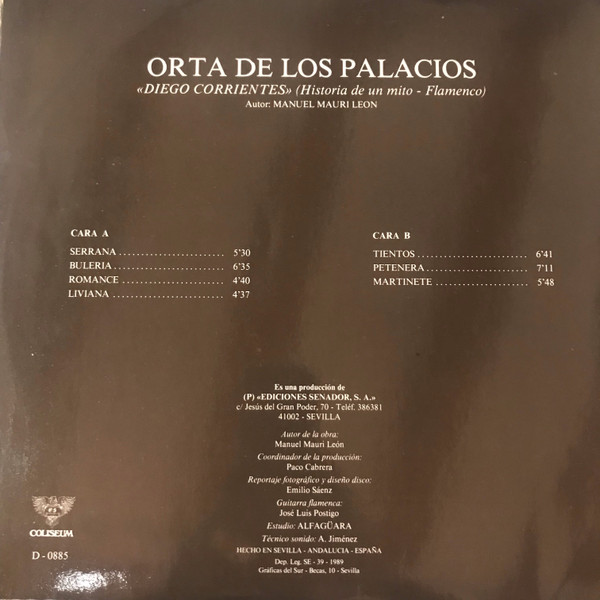 ORTA DE LOS PALACIOS
«DIEGO CORRIENTES» (Historia de un mito - Flamenco)
Autor: MANUEL MAURI LEON
CARA A
SERRANA ........................ 5'30
BULERIA ........................ 6'35
ROMANCE ........................ 4'40
LIVIANA ........................ 4'37
CARA B
TIENTOS ........................ 6'41
PETENERA ........................ 7'11
MARTINETE ........................ 5'48
Es una producción de
(P) «EDICIONES SENADOR, S. A.»
c/ Jesús del Gran Poder, 70 - Teléf. 386381
41002 - SEVILLA
Autor de la obra:
Manuel Mauri León
Coordinador de la producción:
Paco Cabrera
Reportaje fotográfico y diseño disco:
Emilio Sáenz
Guitarra flamenca:
José Luis Postigo
Estudio: ALFAGÜARA
Técnico sonido: A. Jiménez
HECHO EN SEVILLA - ANDALUCIA - ESPAÑA
Dep. Leg. SE - 39 - 1989
Gráficas del Sur - Becas, 10 - Sevilla
COLISEUM
D - 0885